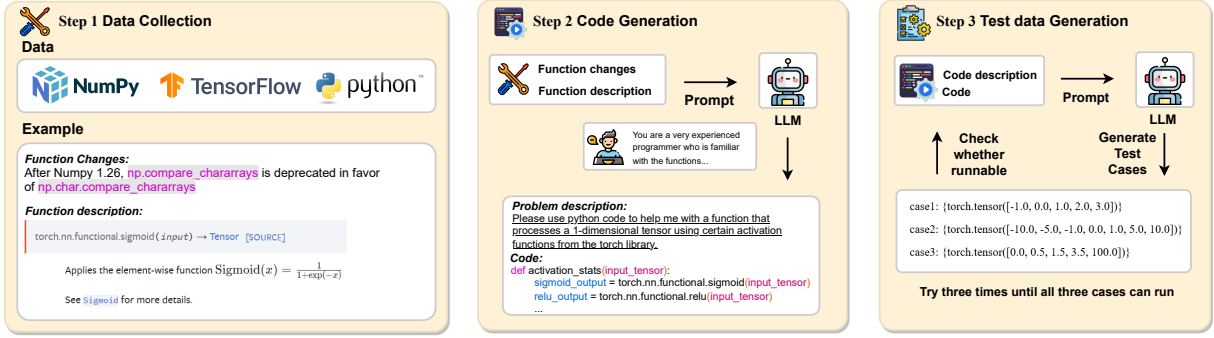 Step 1 Data Collection
Data
NumPy TensorFlow python™
Example
Function Changes:
After Numpy 1.26, np.compare_chararrays is deprecated in favor
of np.char.compare_chararrays
Function description:
torch.nn.functional.sigmoid(input) → Tensor [SOURCE]
Applies the element-wise function Sigmoid(x) = 1/(1+exp(−x))
See Sigmoid for more details.
Step 2 Code Generation
Function changes
Function description
Prompt
LLM
You are a very experienced
programmer who is familiar
with the functions...
Problem description:
Please use python code to help me with a function that
processes a 1-dimensional tensor using certain activation
functions from the torch library.
Code:
def activation_stats(input_tensor):
sigmoid_output = torch.nn.functional.sigmoid(input_tensor)
relu_output = torch.nn.functional.relu(input_tensor)
...
Step 3 Test data Generation
Code description
Code
Prompt
LLM
Check
whether
runnable
Generate
Test
Cases
case1: {torch.tensor([-1.0, 0.0, 1.0, 2.0, 3.0])}
case2: {torch.tensor([-10.0, -5.0, -1.0, 0.0, 1.0, 5.0, 10.0])}
case3: {torch.tensor([0.0, 0.5, 1.5, 3.5, 100.0])}
Try three times until all three cases can run